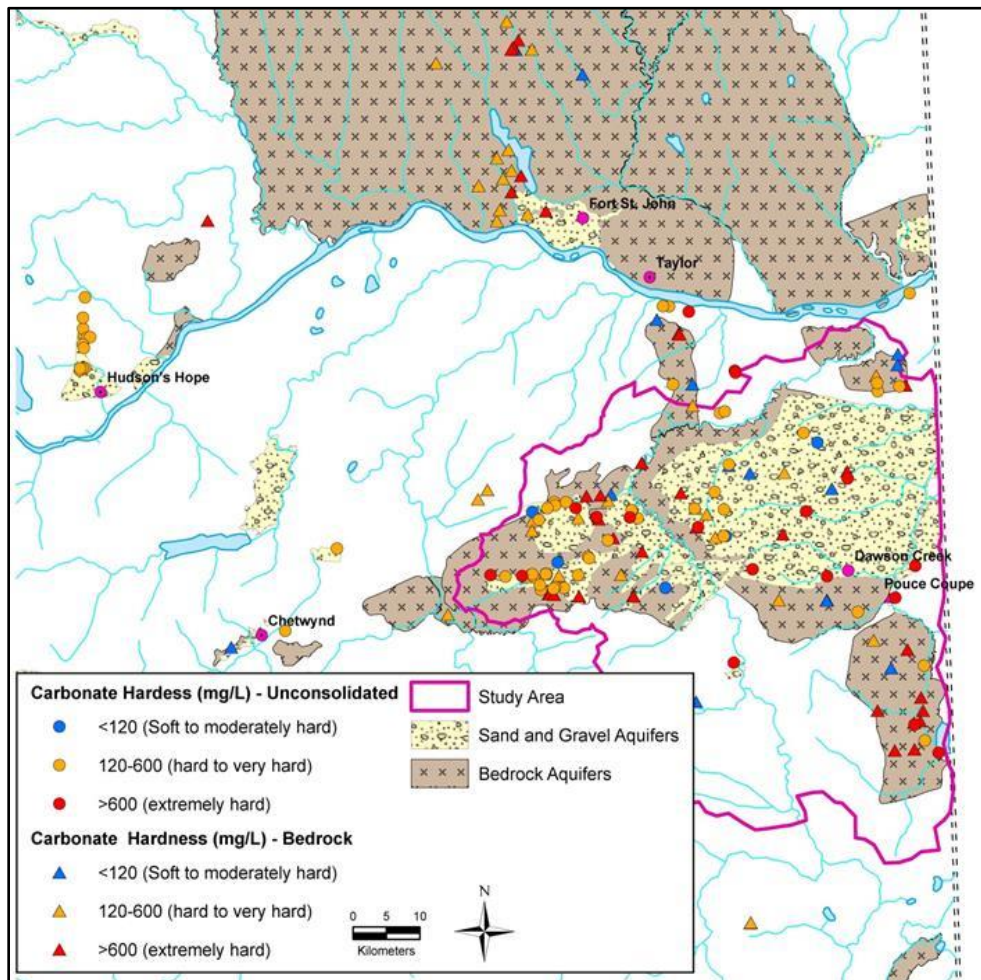 Fort St. John
Taylor
Hudson's Hope
Dawson Creek
Pouce Coupe
Chetwynd
Carbonate Hardess (mg/L) - Unconsolidated
<120 (Soft to moderately hard)
120-600 (hard to very hard)
>600 (extremely hard)
Carbonate Hardness (mg/L) - Bedrock
<120 (Soft to moderately hard)
120-600 (hard to very hard)
>600 (extremely hard)
Study Area
Sand and Gravel Aquifers
Bedrock Aquifers
0 5 10
Kilometers
N